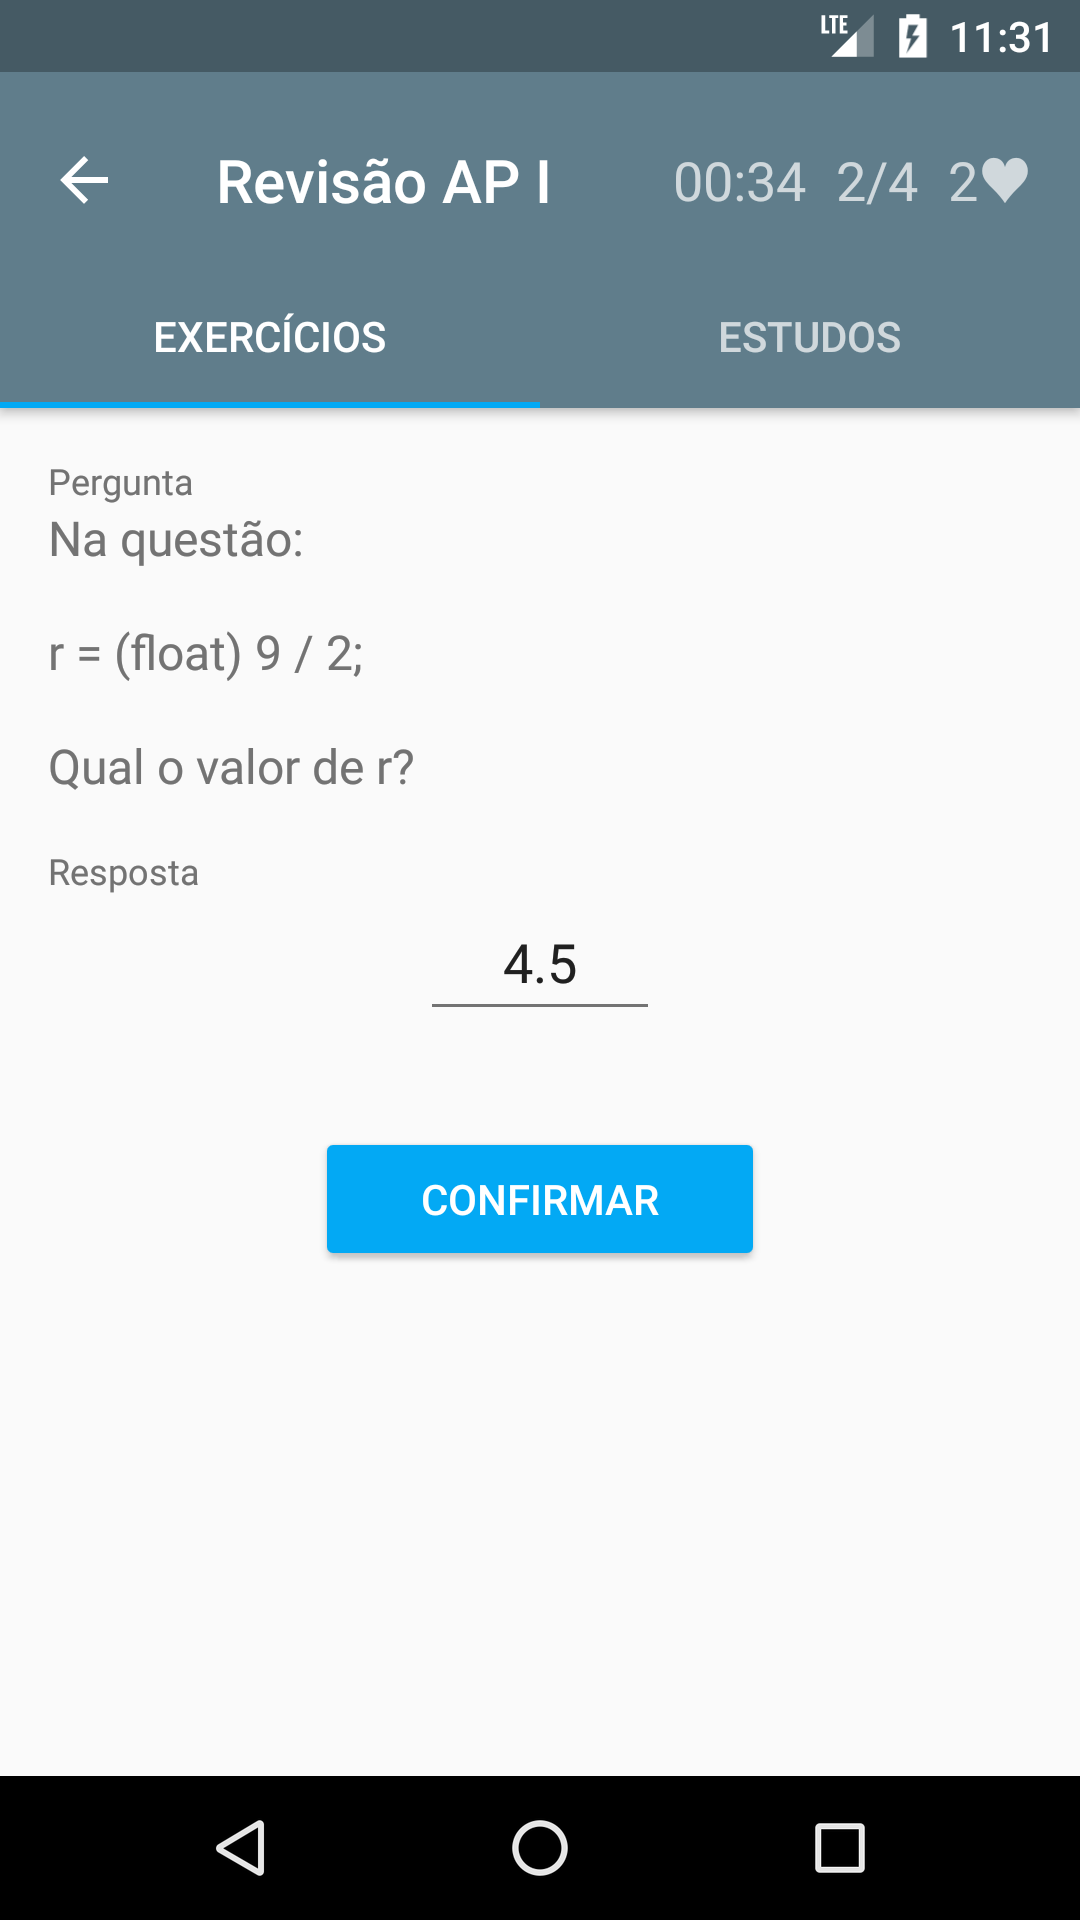 LTE 11:31
Revisão AP I 00:34 2/4 2♥
EXERCÍCIOS ESTUDOS
Pergunta
Na questão:
r = (float) 9 / 2;
Qual o valor de r?
Resposta
4.5
CONFIRMAR